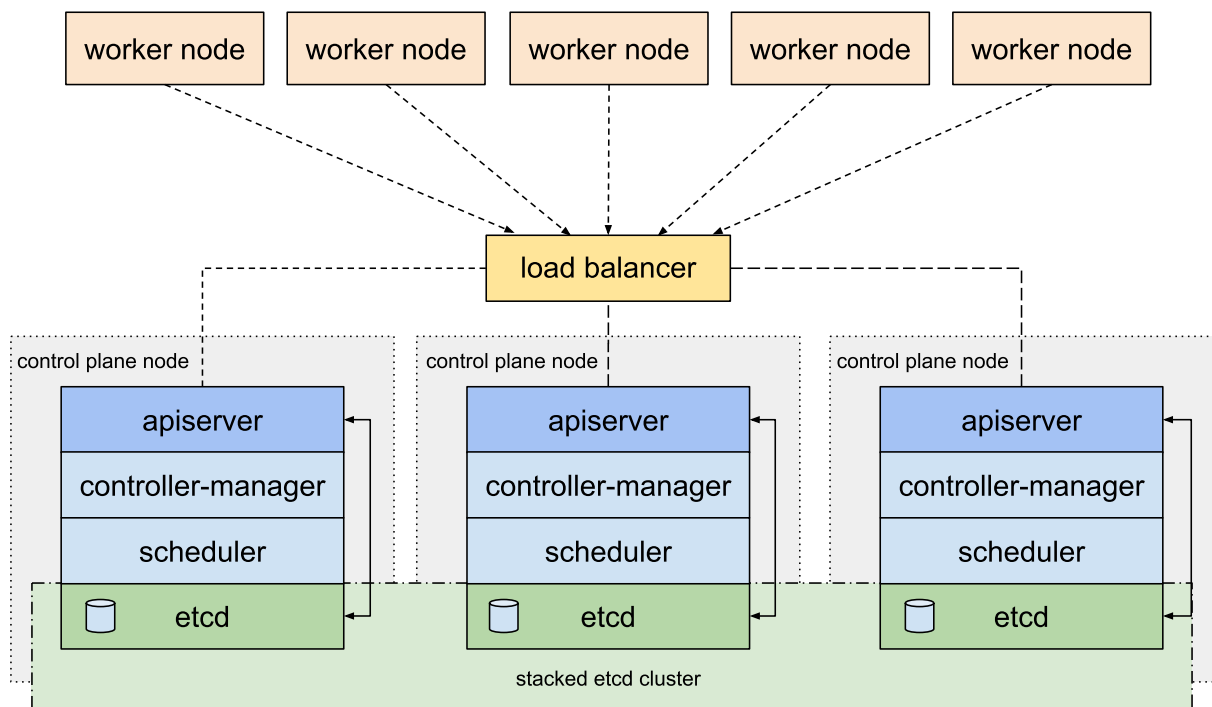 worker node
worker node
worker node
worker node
worker node
load balancer
control plane node
control plane node
control plane node
apiserver
apiserver
apiserver
controller-manager
controller-manager
controller-manager
scheduler
scheduler
scheduler
etcd
etcd
etcd
stacked etcd cluster